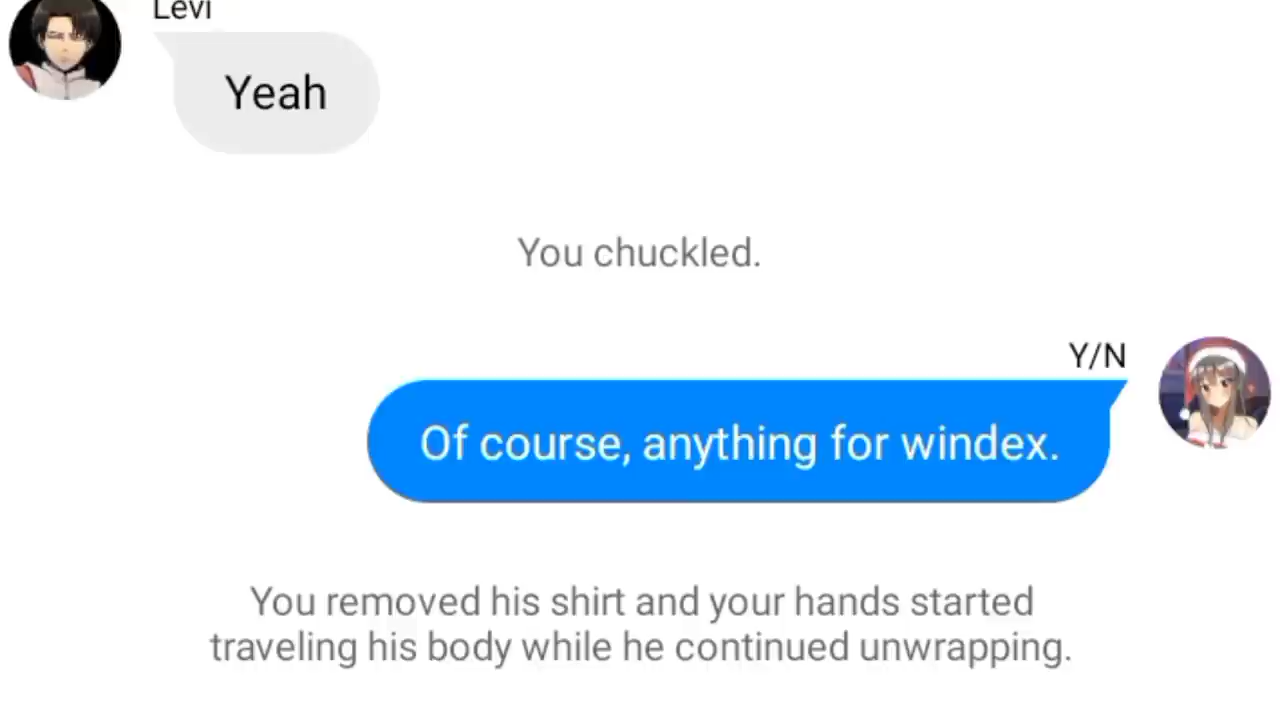 Levi
Yeah
You chuckled.
Y/N
Of course, anything for windex.
You removed his shirt and your hands started
traveling his body while he continued unwrapping.